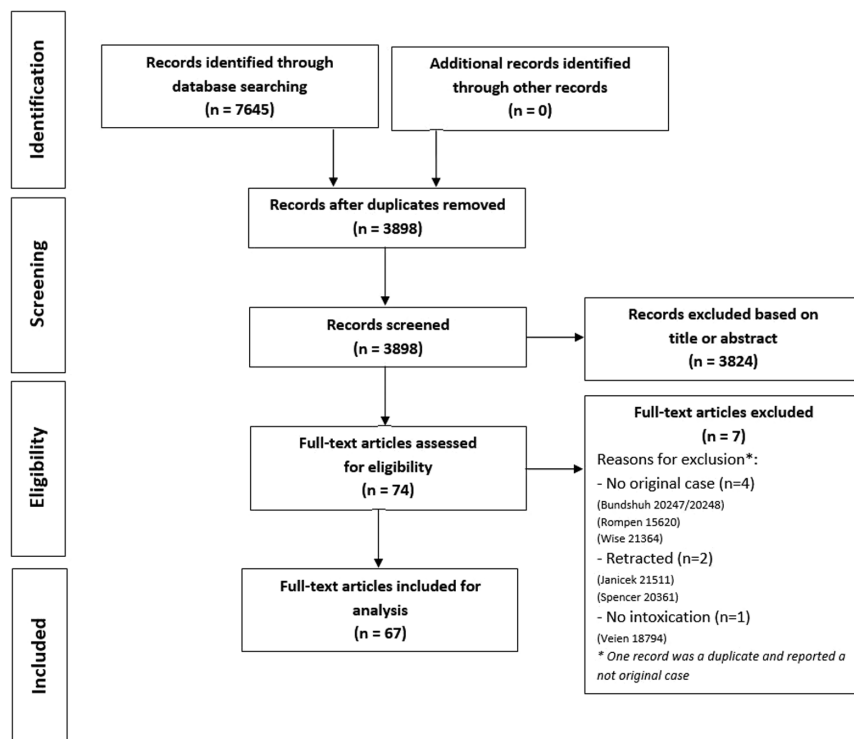 Identification
Records identified through
database searching
(n = 7645)
Additional records identified
through other records
(n = 0)
Screening
Records after duplicates removed
(n = 3898)
Records screened
(n = 3898)
Records excluded based on
title or abstract
(n = 3824)
Eligibility
Full-text articles assessed
for eligibility
(n = 74)
Full-text articles excluded
(n = 7)
Reasons for exclusion*:
- No original case (n=4)
(Bundshuh 20247/20248)
(Rompen 15620)
(Wise 21364)
- Retracted (n=2)
(Janicek 21511)
(Spencer 20361)
- No intoxication (n=1)
(Veien 18794)
* One record was a duplicate and reported a
not original case
Included
Full-text articles included for
analysis
(n = 67)